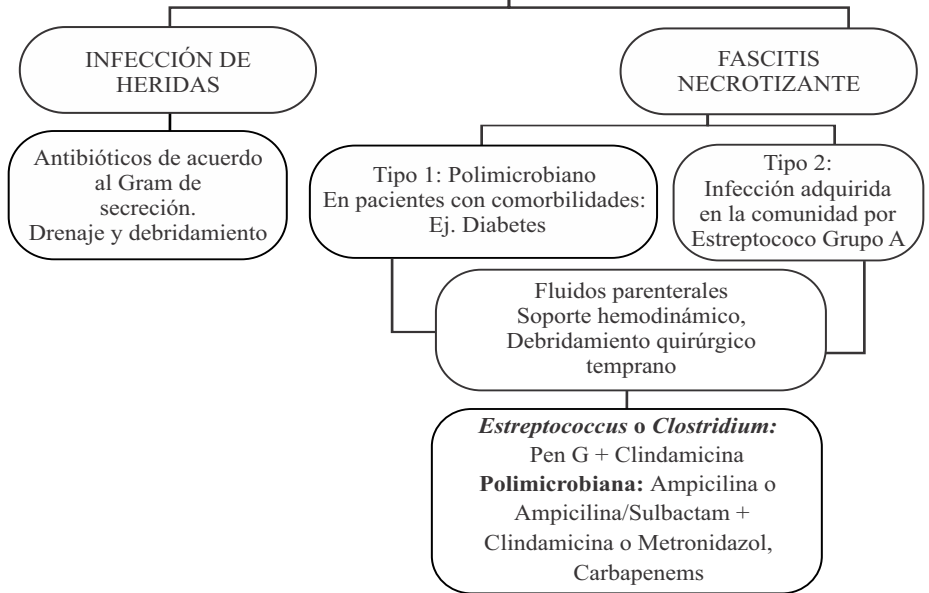 INFECCIÓN DE
HERIDAS
FASCITIS
NECROTIZANTE
Antibióticos de acuerdo
al Gram de
secreción.
Drenaje y debridamiento
Tipo 1: Polimicrobiano
En pacientes con comorbilidades:
Ej. Diabetes
Tipo 2:
Infección adquirida
en la comunidad por
Estreptococo Grupo A
Fluidos parenterales
Soporte hemodinámico,
Debridamiento quirúrgico
temprano
Estreptococcus o Clostridium:
Pen G + Clindamicina
Polimicrobiana: Ampicilina o
Ampicilina/Sulbactam +
Clindamicina o Metronidazol,
Carbapenems